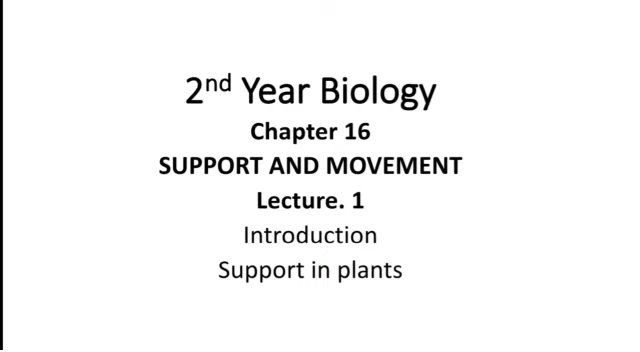 2nd Year Biology
Chapter 16
SUPPORT AND MOVEMENT
Lecture. 1
Introduction
Support in plants